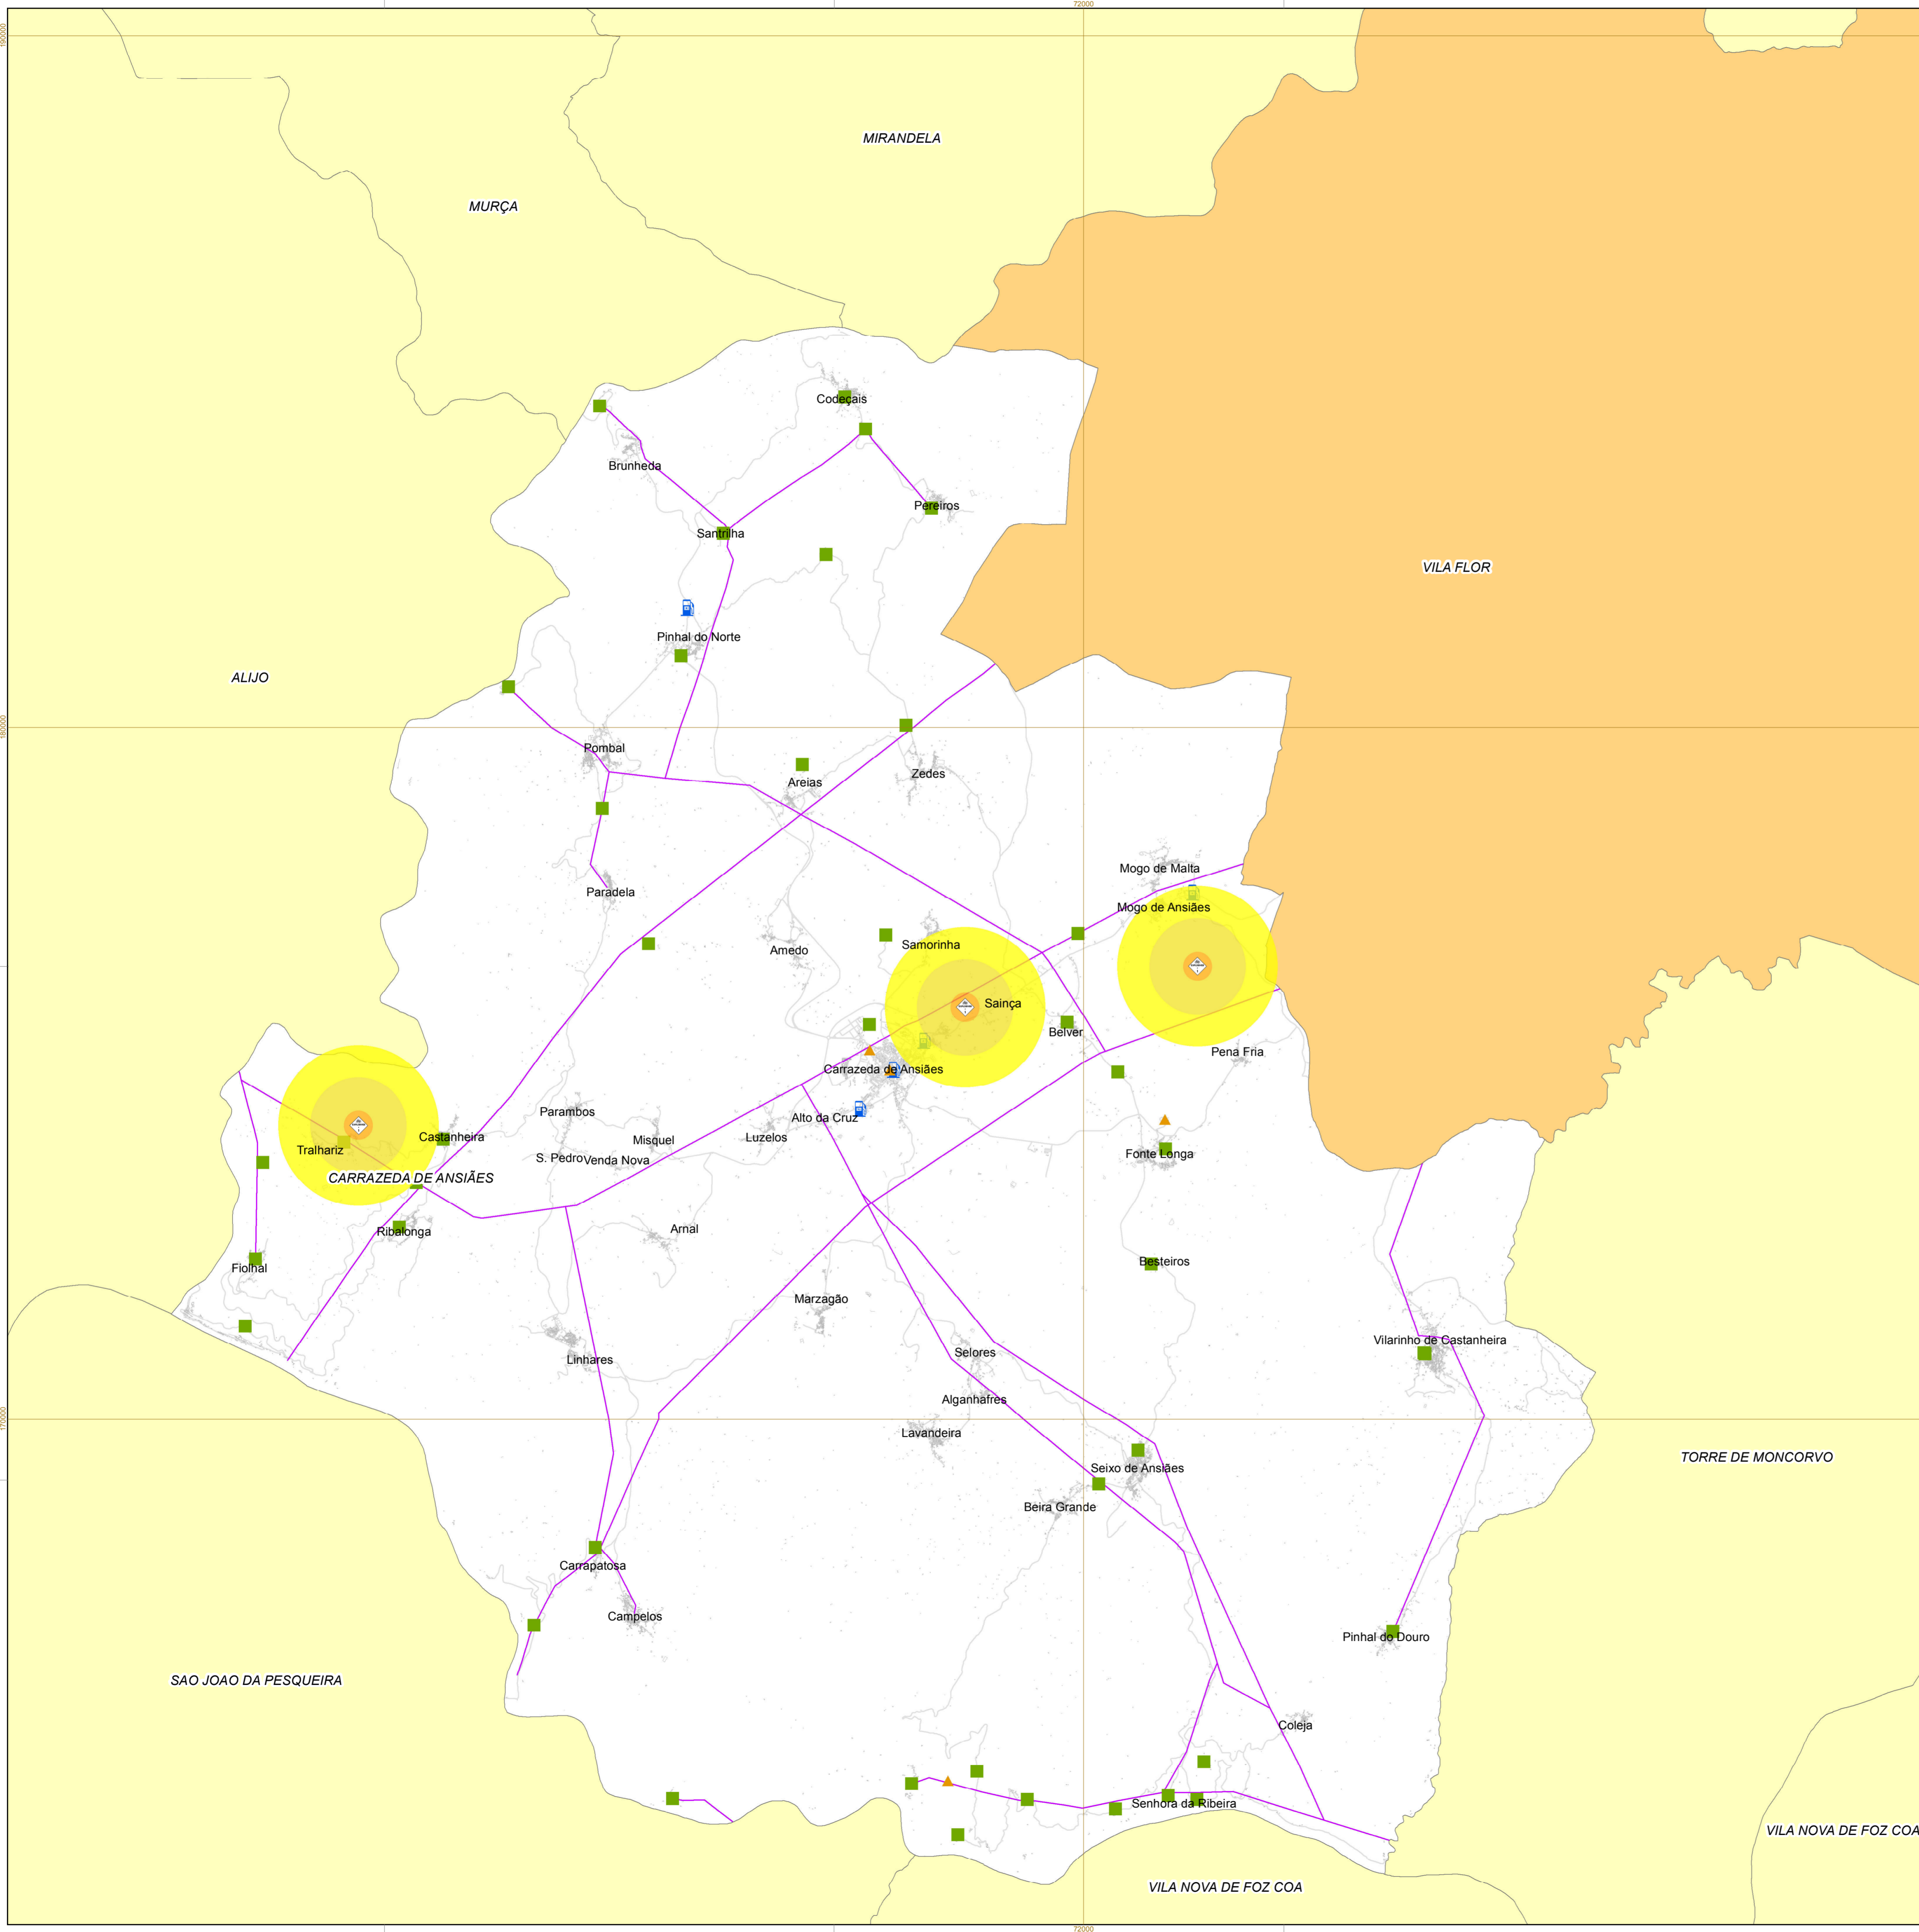 72000
190000
MIRANDELA
MURÇA
Codeçais
Brunheda
Pereiros
Santrilha
VILA FLOR
Pinhal do Norte
ALIJO
180000
Pombal
Zedes
Areias
Mogo de Malta
Paradela
Mogo de Ansiães
Samorinha
Amedo
Sainça
Belver
Pena Fria
Carrazeda de Ansiães
Parambos
Alto da Cruz
Castanheira
Luzelos
Misquel
Tralhariz
Fonte Longa
S. Pedro
Venda Nova
CARRAZEDA DE ANSIÃES
Arnal
Ribalonga
Besteiros
Fiolhal
Marzagão
Vilarinho de Castanheira
Selores
Linhares
Alganhafres
170000
Lavandeira
TORRE DE MONCORVO
Seixo de Ansiães
Beira Grande
Carrapatosa
Campelos
Pinhal do Douro
SAO JOAO DA PESQUEIRA
Coleja
Senhora da Ribeira
VILA NOVA DE FOZ COA
VILA NOVA DE FOZ COA
72000